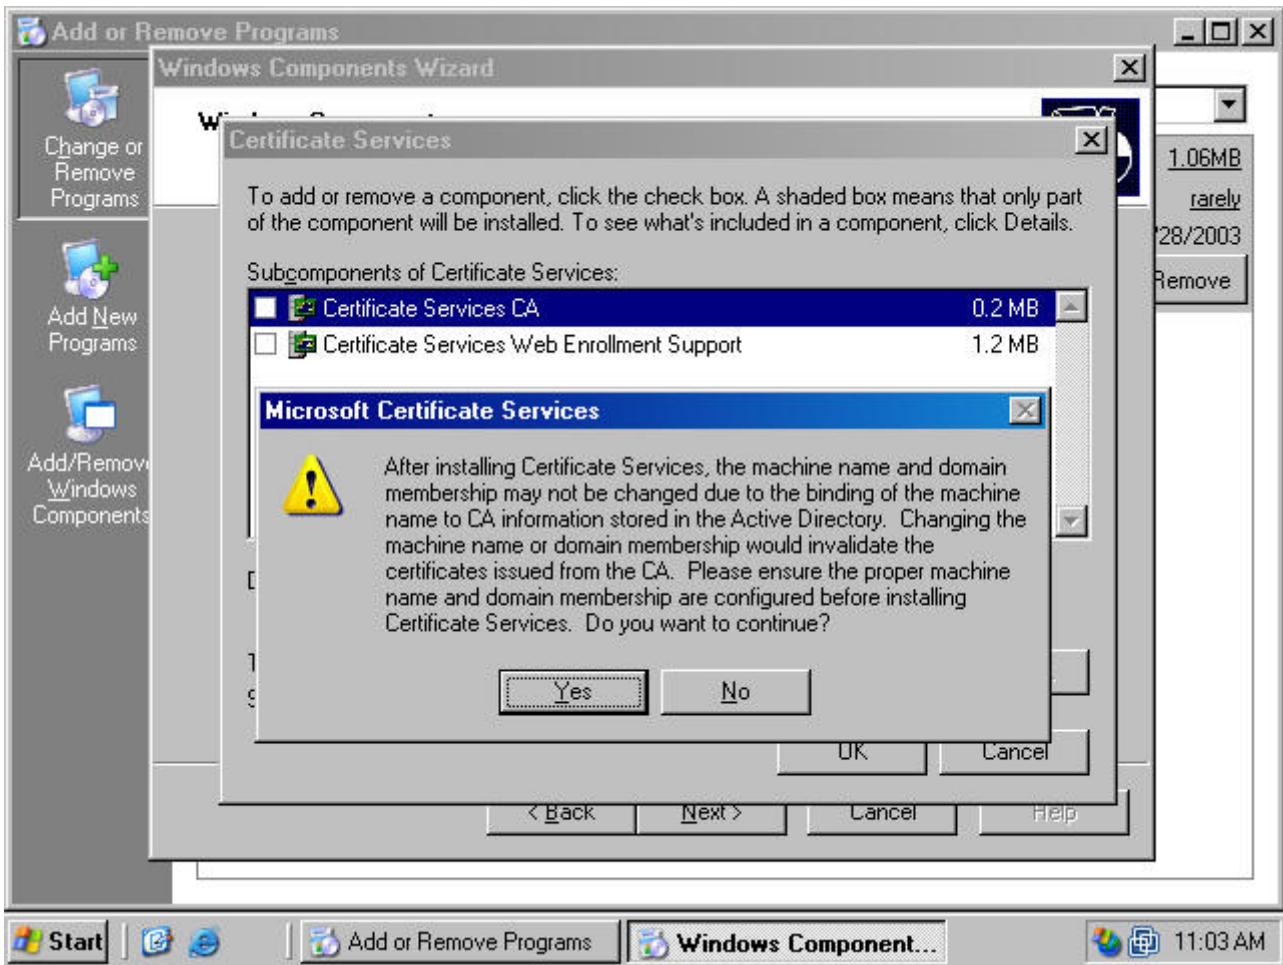 Add or Remove Programs
Windows Components Wizard
Certificate Services
Change or
Remove
Programs
1.06MB
rarely
28/2003
Remove
To add or remove a component, click the check box. A shaded box means that only part
of the component will be installed. To see what's included in a component, click Details.
Subcomponents of Certificate Services:
Certificate Services CA 0.2 MB
Certificate Services Web Enrollment Support 1.2 MB
Add New
Programs
Add/Remove
Windows
Components
Microsoft Certificate Services
After installing Certificate Services, the machine name and domain
membership may not be changed due to the binding of the machine
name to CA information stored in the Active Directory. Changing the
machine name or domain membership would invalidate the
certificates issued from the CA. Please ensure the proper machine
name and domain membership are configured before installing
Certificate Services. Do you want to continue?
Yes No
OK Cancel
< Back Next > Cancel Help
Start Add or Remove Programs Windows Component... 11:03 AM